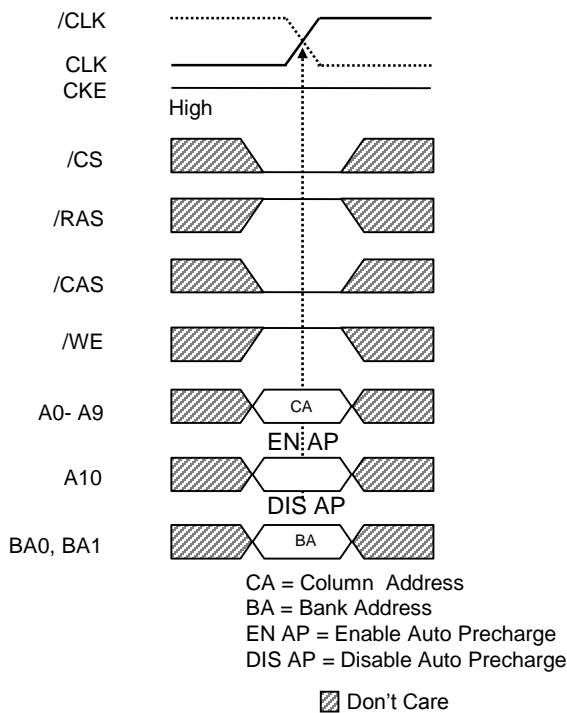 /CLK
CLK
CKE
High
/CS
/RAS
/CAS
/WE
A0- A9
CA
EN AP
A10
DIS AP
BA0, BA1
BA
CA = Column Address
BA = Bank Address
EN AP = Enable Auto Precharge
DIS AP = Disable Auto Precharge
Don't Care